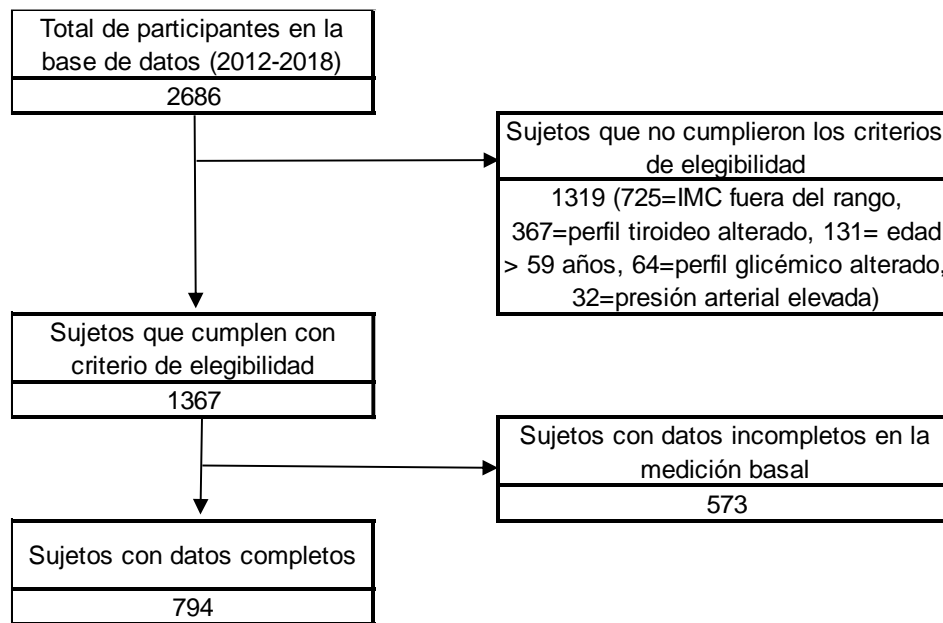 Total de participantes en la
base de datos (2012-2018)
2686
Sujetos que no cumplieron los criterios
de elegibilidad
1319 (725=IMC fuera del rango,
367=perfil tiroideo alterado, 131= edad
> 59 años, 64=perfil glicémico alterado,
32=presión arterial elevada)
Sujetos que cumplen con
criterio de elegibilidad
1367
Sujetos con datos incompletos en la
medición basal
573
Sujetos con datos completos
794